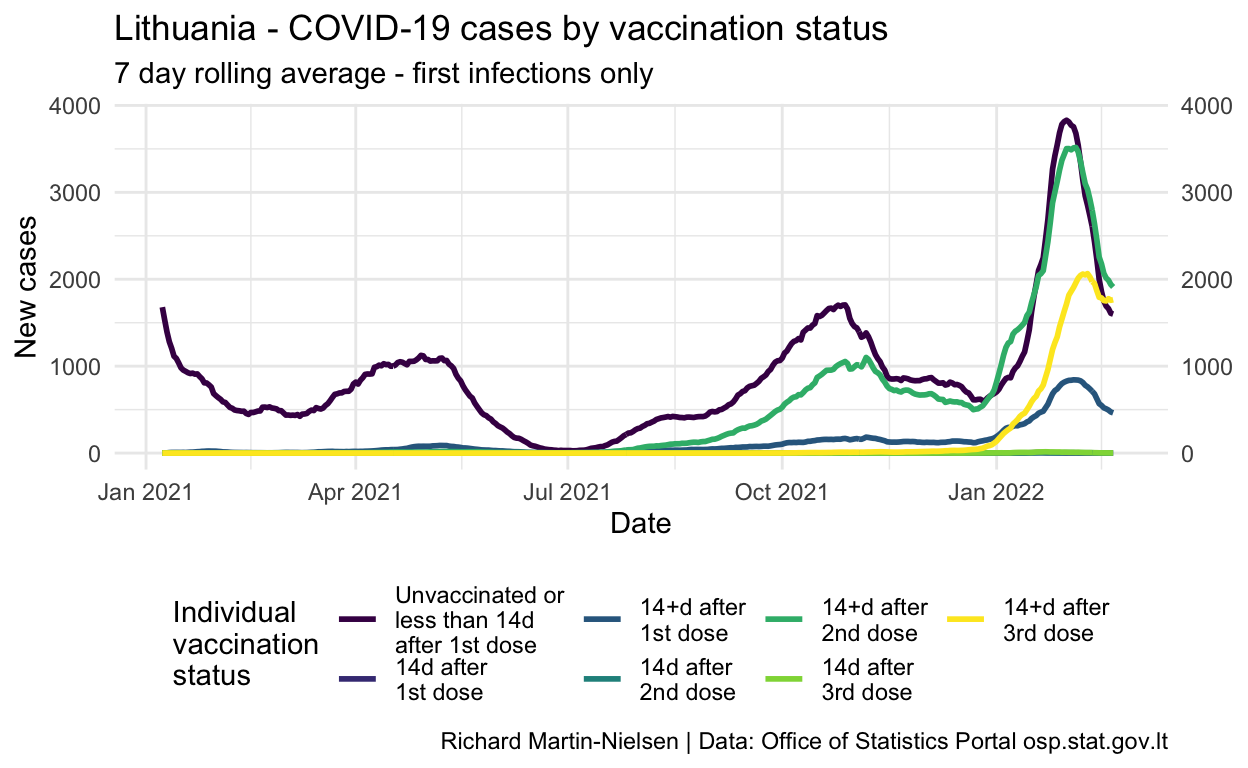 Lithuania - COVID-19 cases by vaccination status
7 day rolling average - first infections only
4000
4000
3000
3000
2000
2000
1000
1000
0
0
New cases
Jan 2021
Apr 2021
Jul 2021
Oct 2021
Jan 2022
Date
Individual
vaccination
status
Unvaccinated or
less than 14d
after 1st dose
14d after
1st dose
14+d after
1st dose
14d after
2nd dose
14+d after
2nd dose
14d after
3rd dose
14+d after
3rd dose
Richard Martin-Nielsen | Data: Office of Statistics Portal osp.stat.gov.lt